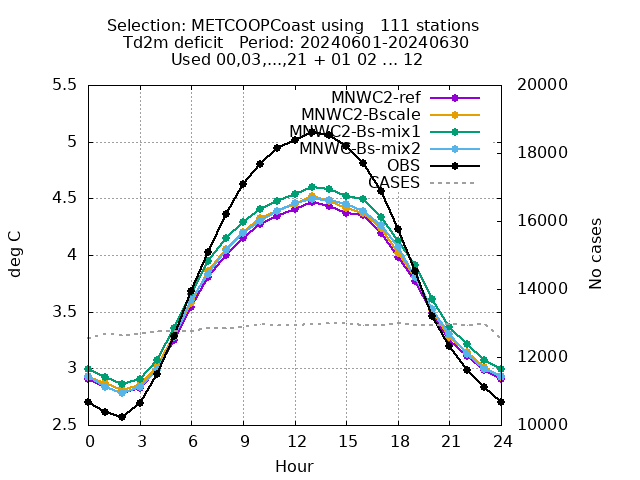 Selection: METCOOPCoast using   111 stations
Td2m deficit   Period: 20240601-20240630
Used 00,03,...,21 + 01 02 ... 12
5.5
5
4.5
4
3.5
3
2.5
20000
18000
16000
14000
12000
10000
MNWC2-ref
MNWC2-Bscale
MNWC2-Bs-mix1
MNWC-Bs-mix2
OBS
CASES
deg C
No cases
0 3 6 9 12 15 18 21 24
Hour